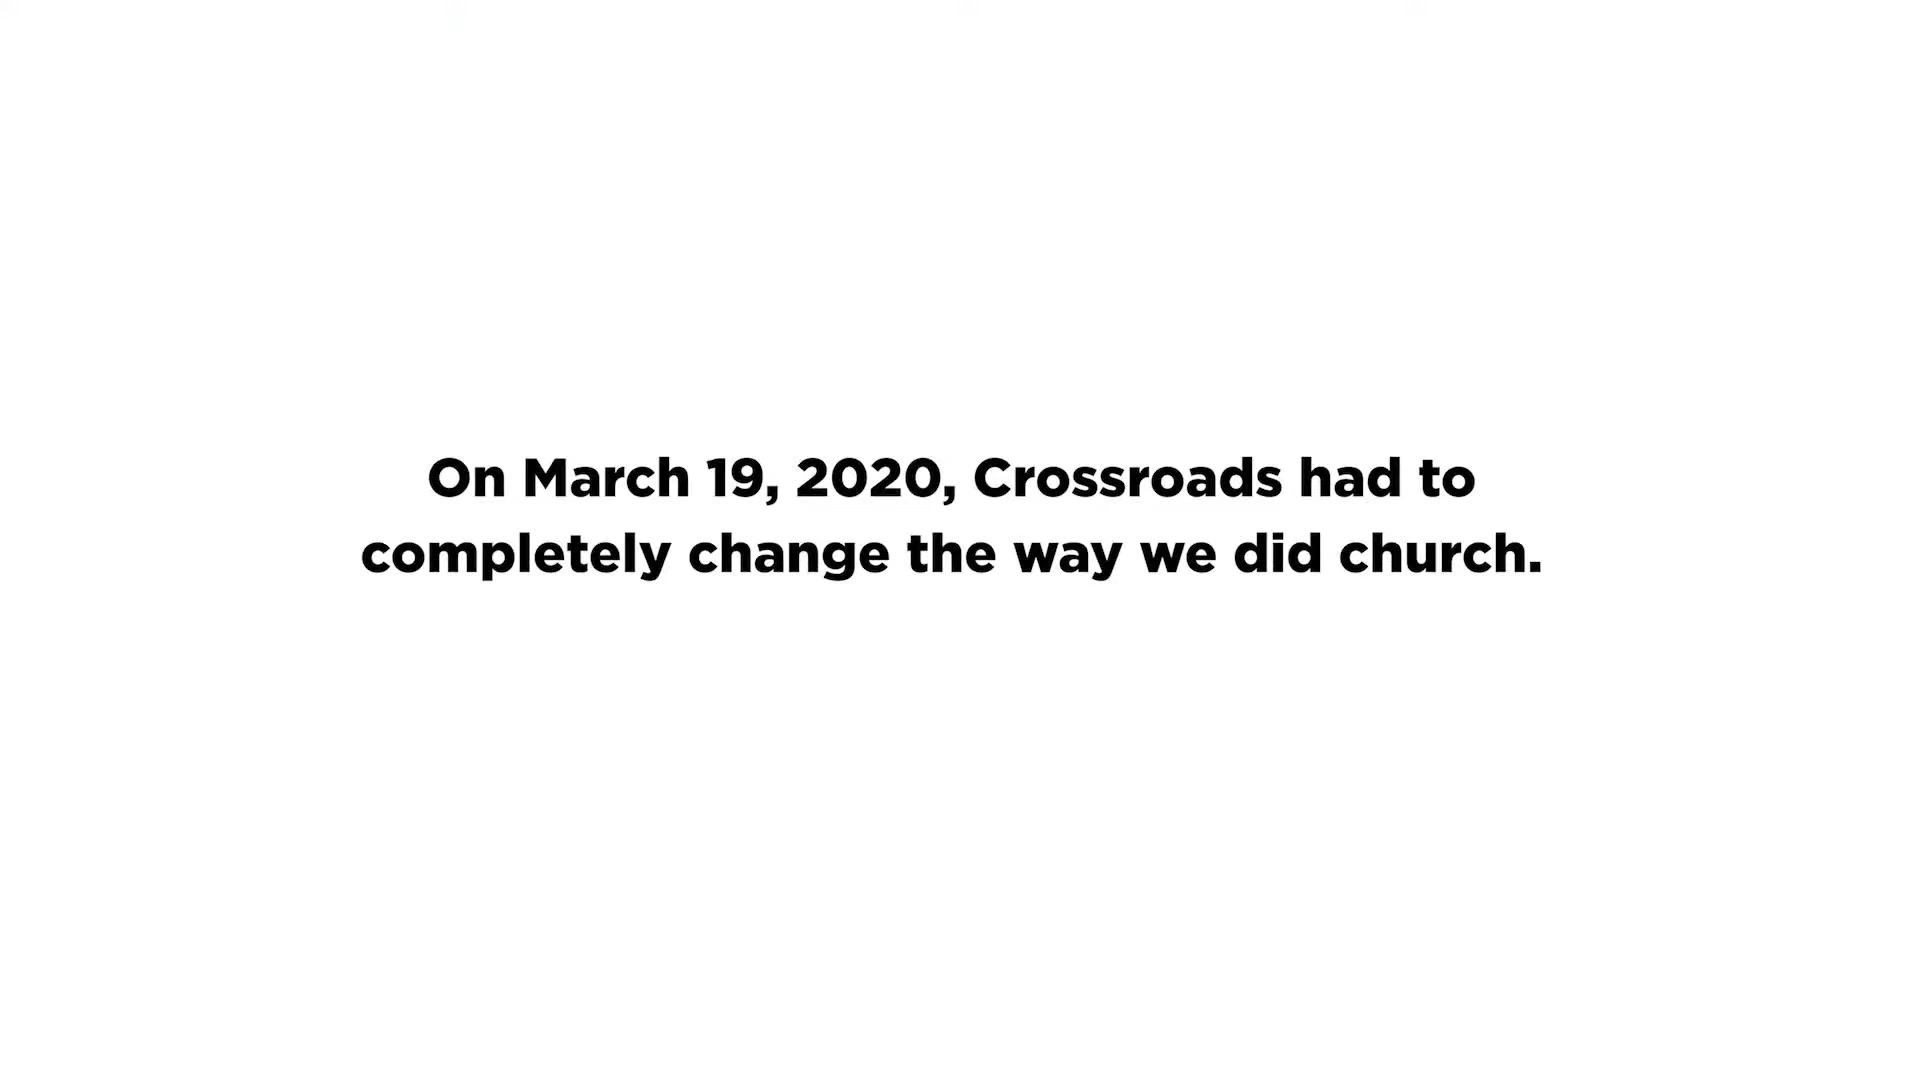 On March 19, 2020, Crossroads had to
completely change the way we did church.